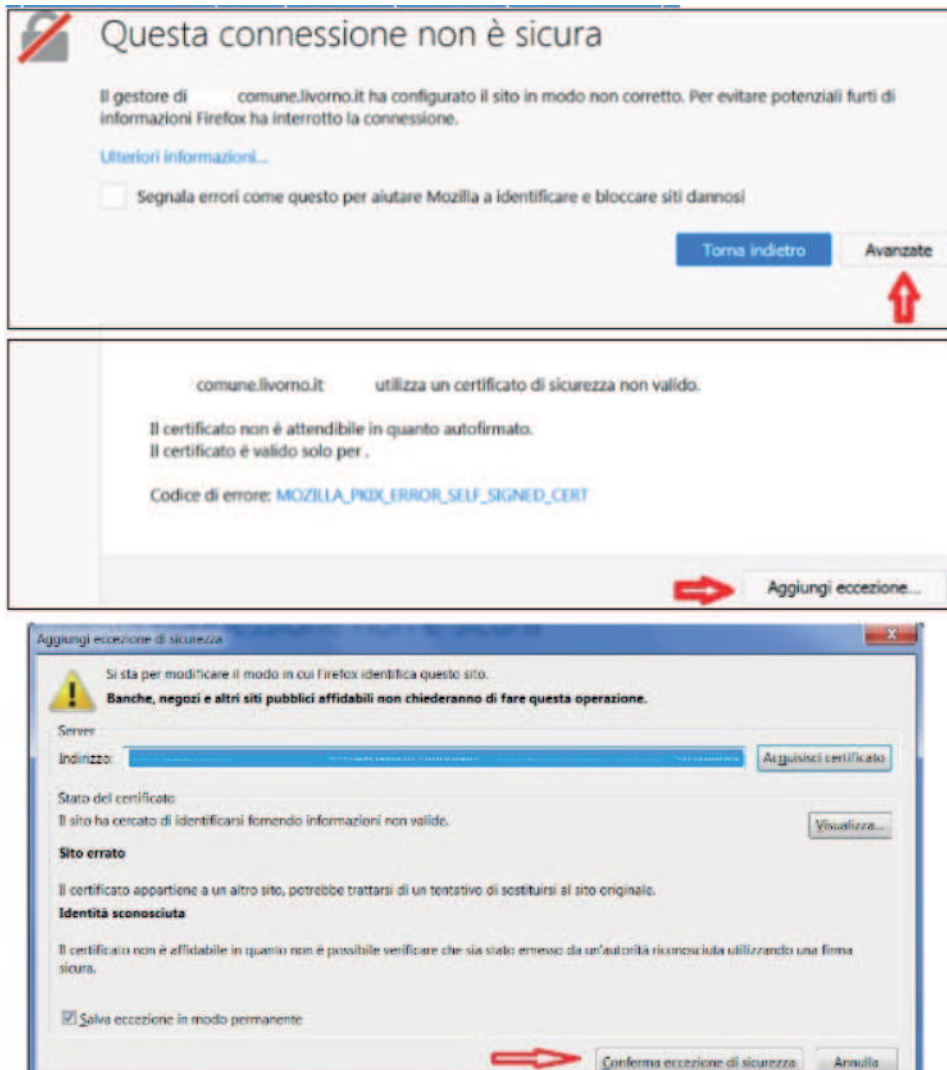 Questa connessione non è sicura
Il gestore di comune.livorno.it ha configurato il sito in modo non corretto. Per evitare potenziali furti di
informazioni Firefox ha interrotto la connessione.
Ulteriori informazioni...
Segnala errori come questo per aiutare Mozilla a identificare e bloccare siti dannosi
Torna indietro Avanzate
comune.livorno.it utilizza un certificato di sicurezza non valido.
Il certificato non è attendibile in quanto autofirmato.
Il certificato è valido solo per .
Codice di errore: MOZILLA_PKIX_ERROR_SELF_SIGNED_CERT
Aggiungi eccezione...
Aggiungi eccezione di sicurezza
Si sta per modificare il modo in cui Firefox identifica questo sito.
Banche, negozi e altri siti pubblici affidabili non chiederanno di fare questa operazione.
Server
Indirizzo: Acquisisci certificato
Stato del certificato
Il sito ha cercato di identificarsi fornendo informazioni non valide.
Visualizza...
Sito errato
Il certificato appartiene a un altro sito, potrebbe trattarsi di un tentativo di sostituirsi al sito originale.
Identità sconosciuta
Il certificato non è affidabile in quanto non è possibile verificare che sia stato emesso da un'autorità riconosciuta utilizzando una firma
sicura.
Salva eccezione in modo permanente
Conferma eccezione di sicurezza Annulla